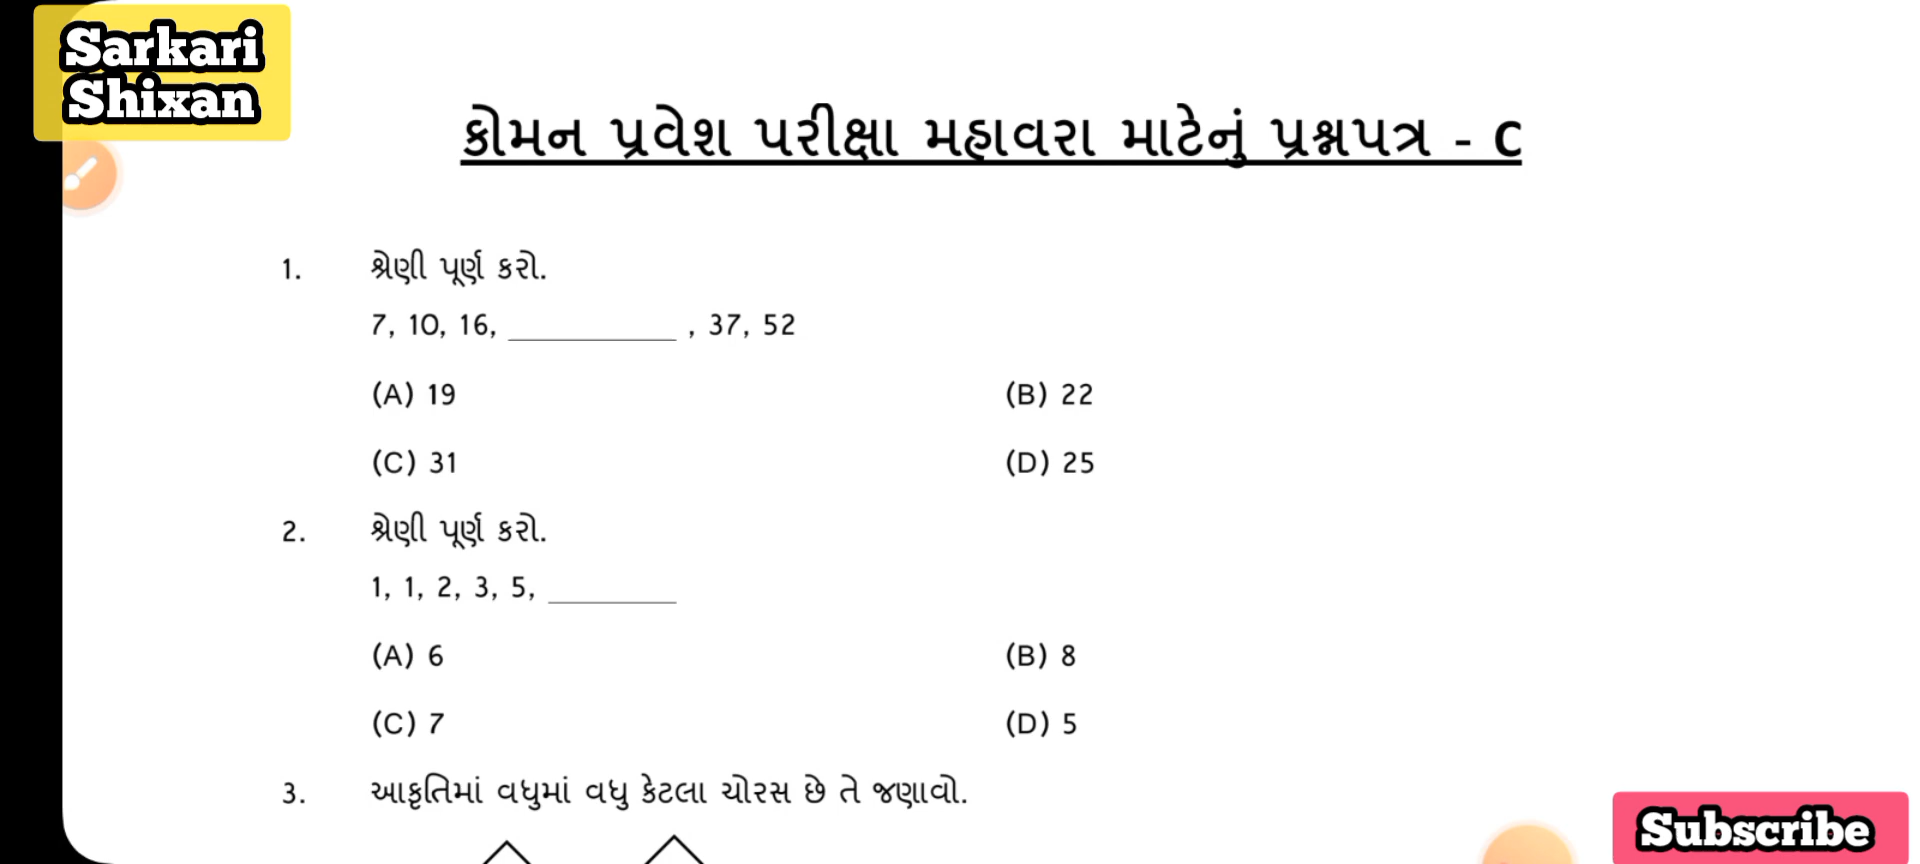 Sarkari
Shixan
કોમન પ્રવેશ પરીક્ષા મહાવરા માટેનું પ્રશ્નપત્ર - C
1. શ્રેણી પૂર્ણ કરો.
7, 10, 16, ____________ , 37, 52
(A) 19 (B) 22
(C) 31 (D) 25
2. શ્રેણી પૂર્ણ કરો.
1, 1, 2, 3, 5, _________
(A) 6 (B) 8
(C) 7 (D) 5
3. આકૃતિમાં વધુમાં વધુ કેટલા ચોરસ છે તે જણાવો.
Subscribe